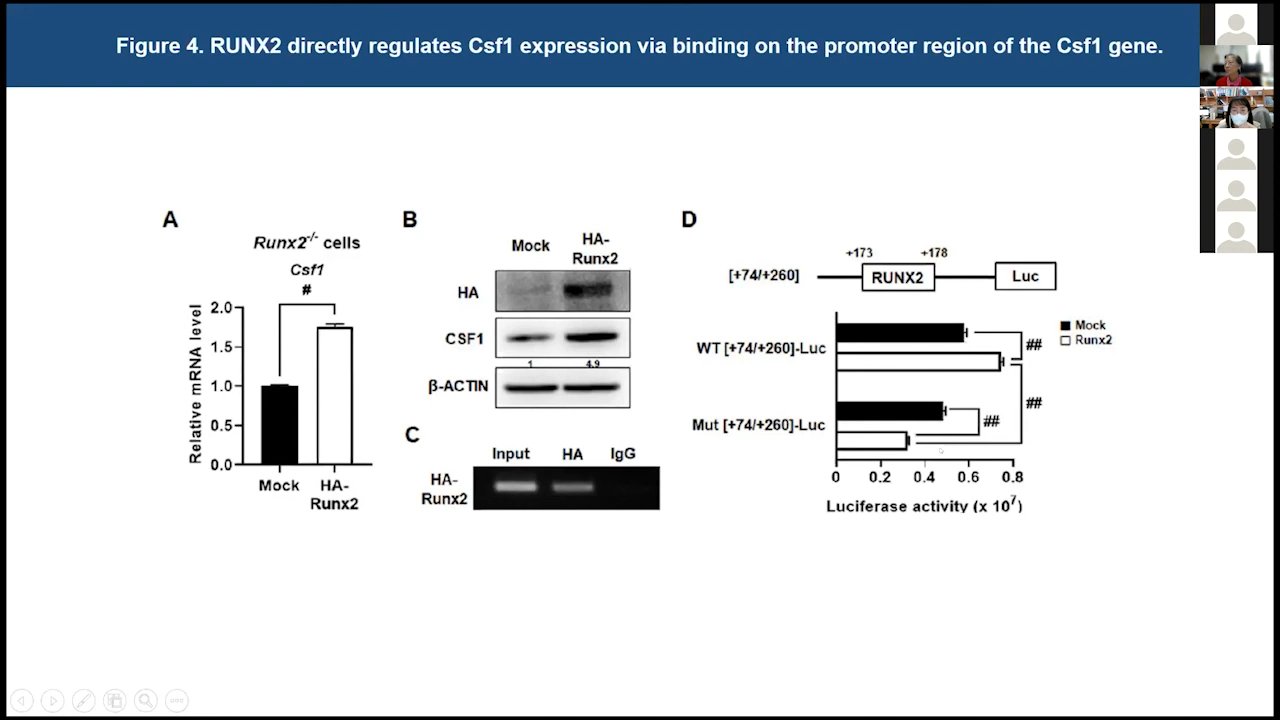 Figure 4. RUNX2 directly regulates Csf1 expression via binding on the promoter region of the Csf1 gene.
A
Runx2-/- cells
Csf1
#
Relative mRNA level
2.0
1.5
1.0
0.5
0.0
Mock
HA-
Runx2
B
Mock
HA-
Runx2
HA
CSF1
1 4.9
β-ACTIN
C
Input HA IgG
HA-
Runx2
D
+173 +178
[+74/+260] RUNX2 Luc
Mock
Runx2
WT [+74/+260]-Luc
##
##
Mut [+74/+260]-Luc
##
0 0.2 0.4 0.6 0.8
Luciferase activity (x 10⁷)